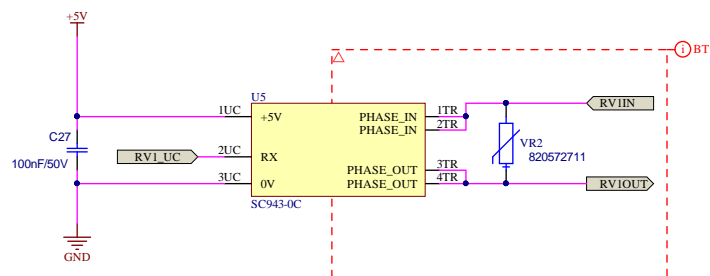 +5V
i BT
U5
1UC +5V PHASE_IN 1TR RV1IN
PHASE_IN 2TR
C27
100nF/50V
RV1_UC 2UC RX
VR2
820572711
PHASE_OUT 3TR
3UC 0V PHASE_OUT 4TR RV1OUT
SC943-0C
GND